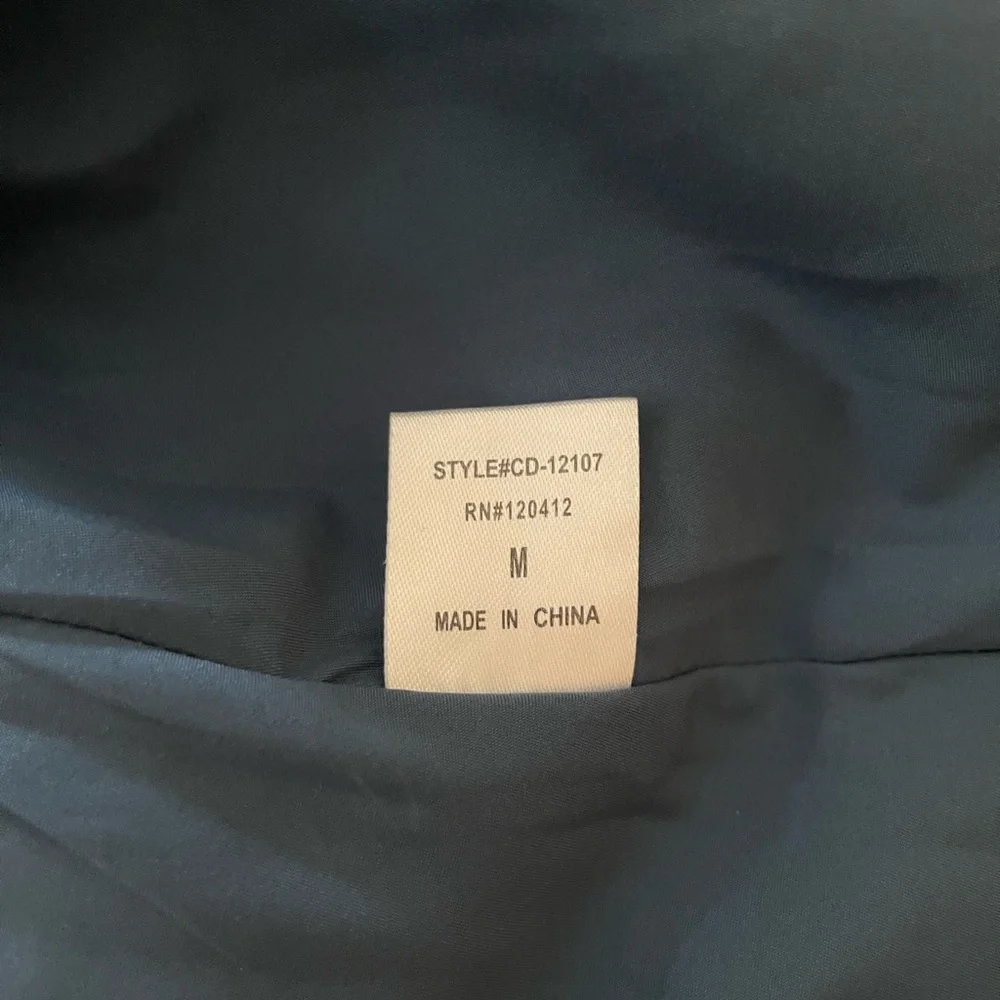 STYLE#CD-12107
RN#120412
M
MADE IN CHINA